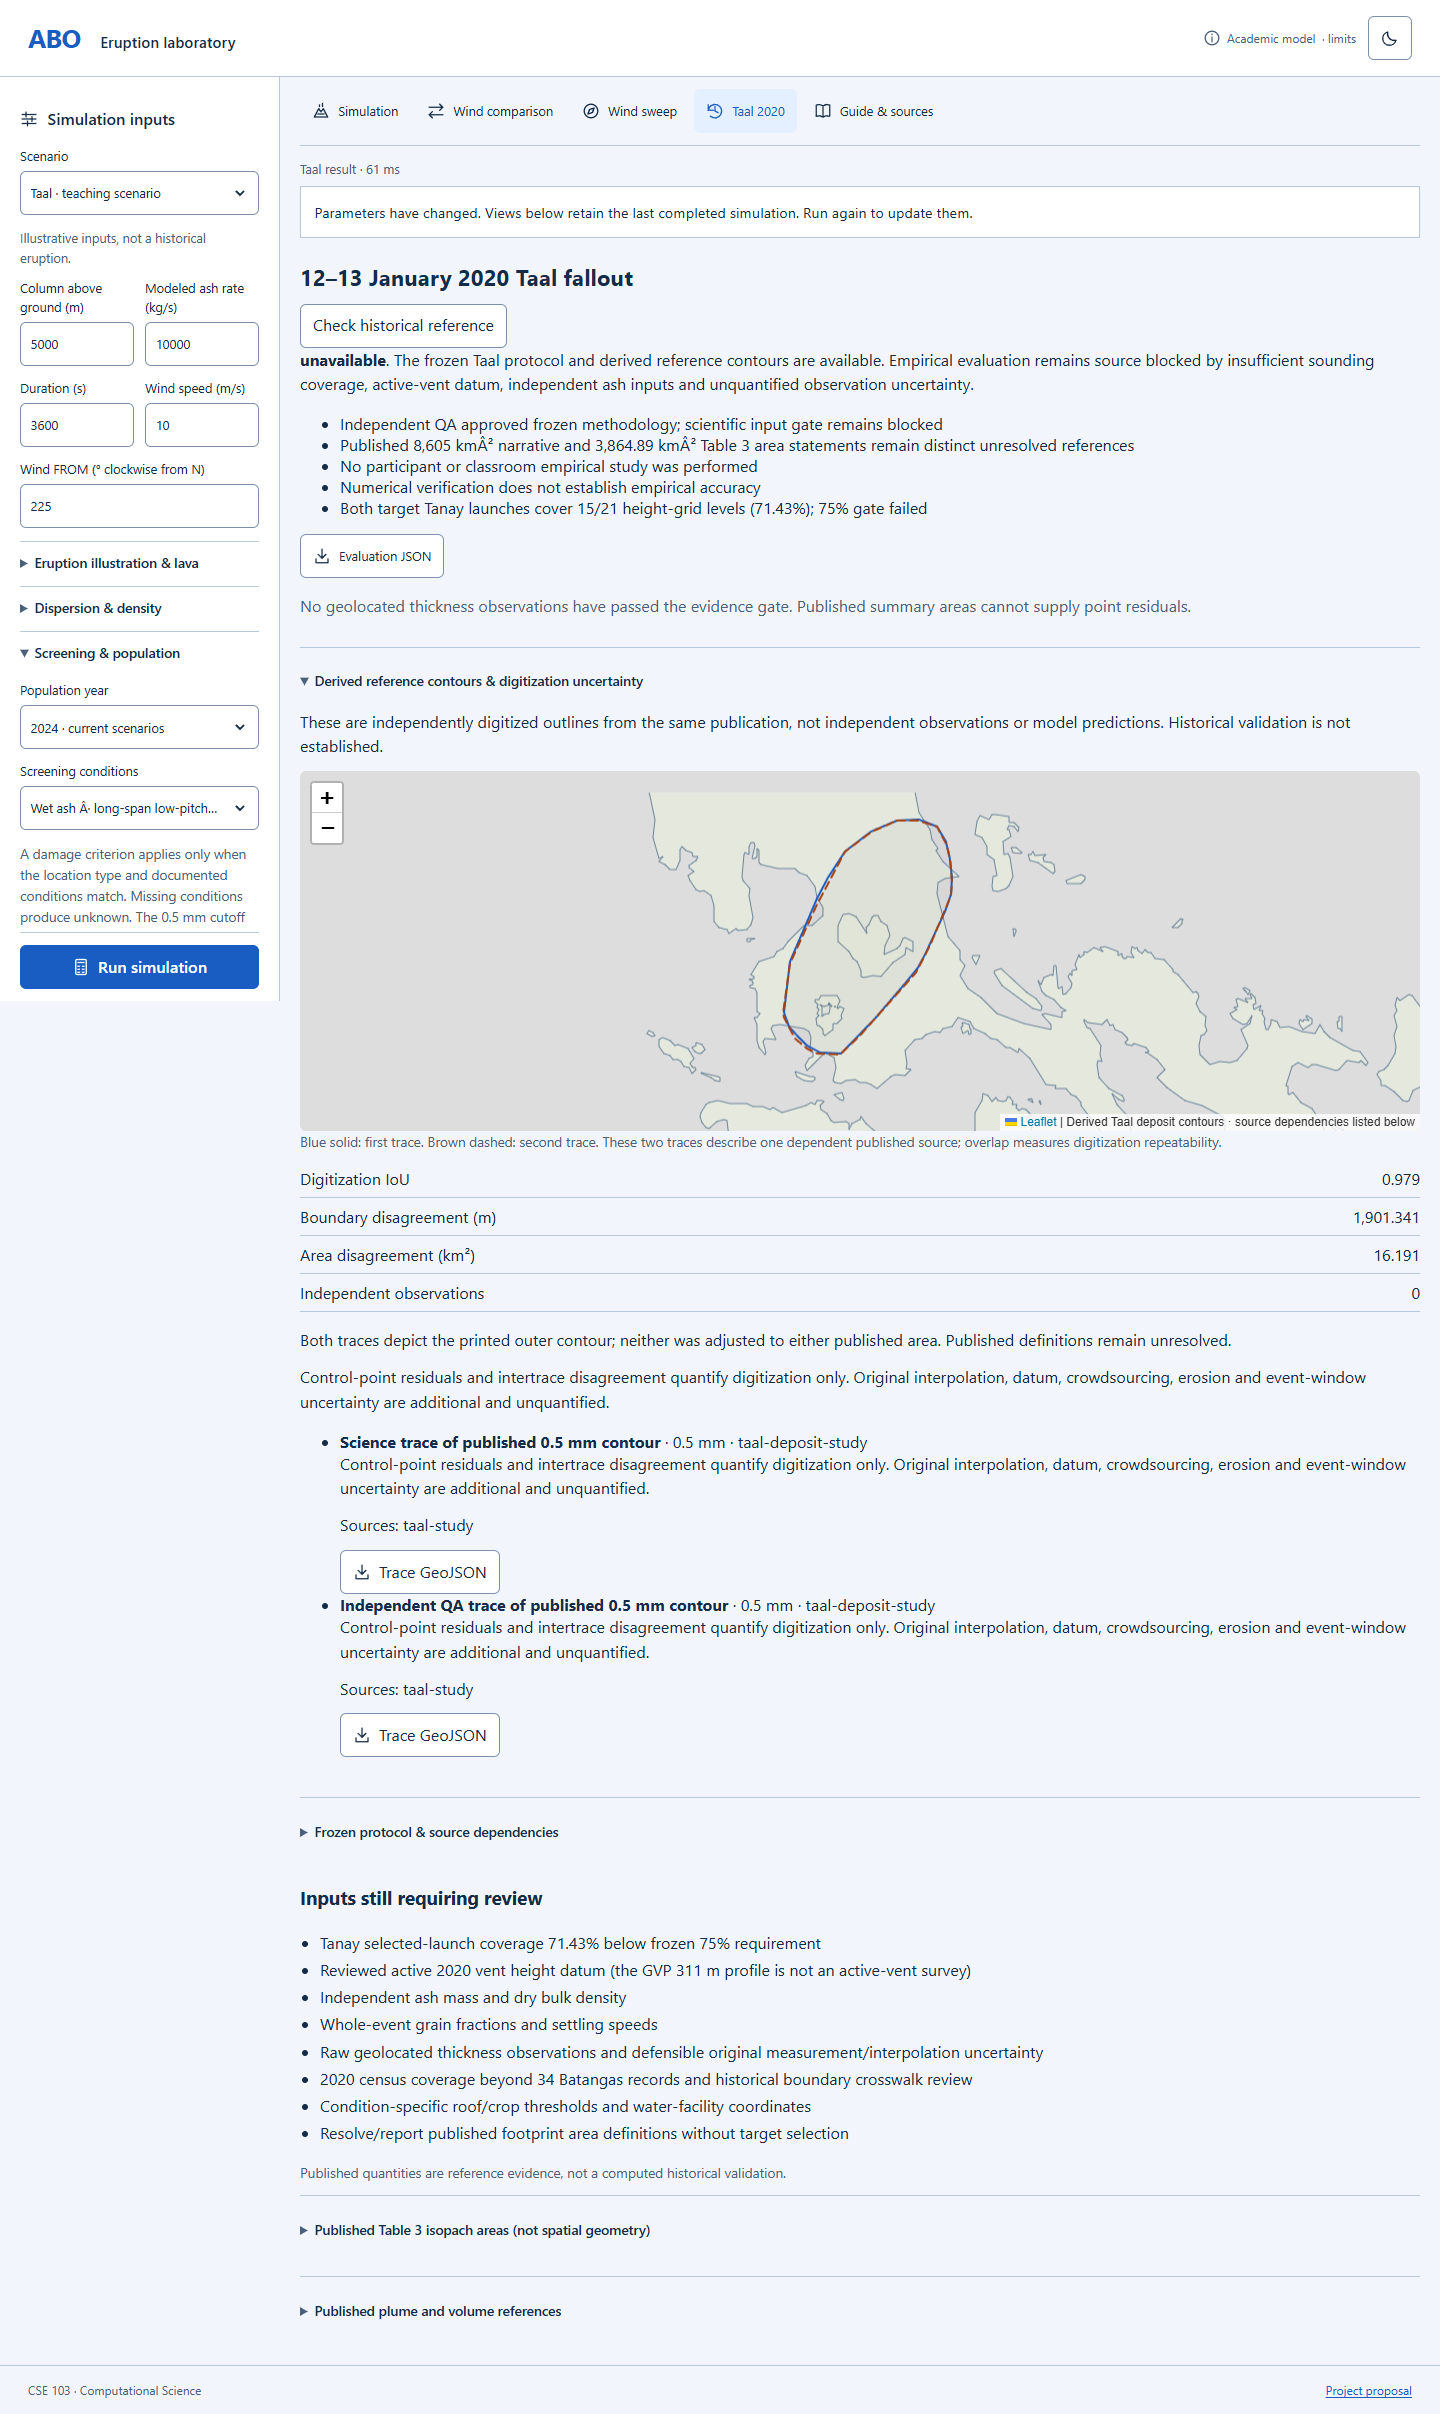 ABO Eruption laboratory
Academic model · limits
Simulation inputs
Scenario
Taal · teaching scenario
Illustrative inputs, not a historical
eruption.
Column above
ground (m)
Modeled ash rate
(kg/s)
5000
10000
Duration (s)
Wind speed (m/s)
3600
10
Wind FROM (° clockwise from N)
225
Eruption illustration & lava
Dispersion & density
Screening & population
Population year
2024 · current scenarios
Screening conditions
Wet ash Â· long-span low-pitch...
A damage criterion applies only when
the location type and documented
conditions match. Missing conditions
produce unknown. The 0.5 mm cutoff
Run simulation
Simulation
Wind comparison
Wind sweep
Taal 2020
Guide & sources
Taal result · 61 ms
Parameters have changed. Views below retain the last completed simulation. Run again to update them.
12–13 January 2020 Taal fallout
Check historical reference
unavailable. The frozen Taal protocol and derived reference contours are available. Empirical evaluation remains source blocked by insufficient sounding
coverage, active-vent datum, independent ash inputs and unquantified observation uncertainty.
• Independent QA approved frozen methodology; scientific input gate remains blocked
• Published 8,605 kmÂ² narrative and 3,864.89 kmÂ² Table 3 area statements remain distinct unresolved references
• No participant or classroom empirical study was performed
• Numerical verification does not establish empirical accuracy
• Both target Tanay launches cover 15/21 height-grid levels (71.43%); 75% gate failed
Evaluation JSON
No geolocated thickness observations have passed the evidence gate. Published summary areas cannot supply point residuals.
Derived reference contours & digitization uncertainty
These are independently digitized outlines from the same publication, not independent observations or model predictions. Historical validation is not
established.
+
−
Leaflet | Derived Taal deposit contours · source dependencies listed below
Blue solid: first trace. Brown dashed: second trace. These two traces describe one dependent published source; overlap measures digitization repeatability.
Digitization IoU 0.979
Boundary disagreement (m) 1,901.341
Area disagreement (km²) 16.191
Independent observations 0
Both traces depict the printed outer contour; neither was adjusted to either published area. Published definitions remain unresolved.
Control-point residuals and intertrace disagreement quantify digitization only. Original interpolation, datum, crowdsourcing, erosion and event-window
uncertainty are additional and unquantified.
• Science trace of published 0.5 mm contour · 0.5 mm · taal-deposit-study
Control-point residuals and intertrace disagreement quantify digitization only. Original interpolation, datum, crowdsourcing, erosion and event-window
uncertainty are additional and unquantified.
Sources: taal-study
Trace GeoJSON
• Independent QA trace of published 0.5 mm contour · 0.5 mm · taal-deposit-study
Control-point residuals and intertrace disagreement quantify digitization only. Original interpolation, datum, crowdsourcing, erosion and event-window
uncertainty are additional and unquantified.
Sources: taal-study
Trace GeoJSON
Frozen protocol & source dependencies
Inputs still requiring review
• Tanay selected-launch coverage 71.43% below frozen 75% requirement
• Reviewed active 2020 vent height datum (the GVP 311 m profile is not an active-vent survey)
• Independent ash mass and dry bulk density
• Whole-event grain fractions and settling speeds
• Raw geolocated thickness observations and defensible original measurement/interpolation uncertainty
• 2020 census coverage beyond 34 Batangas records and historical boundary crosswalk review
• Condition-specific roof/crop thresholds and water-facility coordinates
• Resolve/report published footprint area definitions without target selection
Published quantities are reference evidence, not a computed historical validation.
Published Table 3 isopach areas (not spatial geometry)
Published plume and volume references
CSE 103 · Computational Science
Project proposal